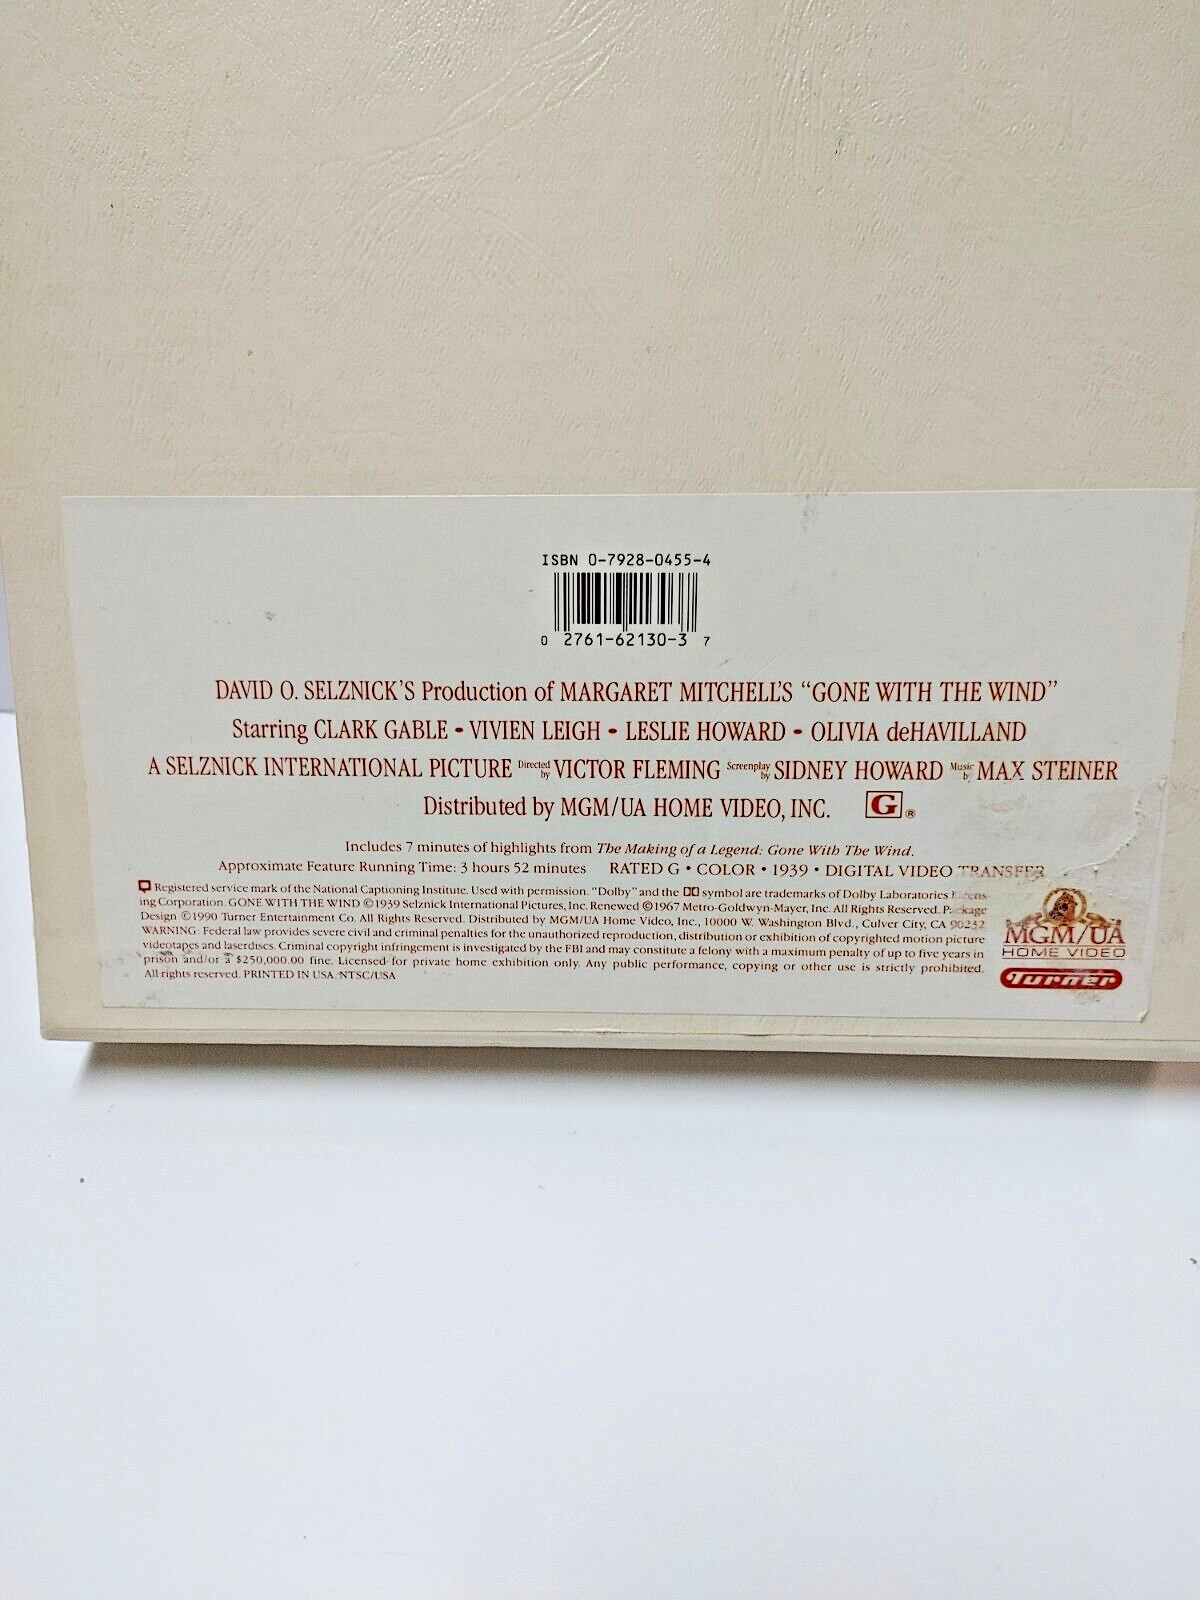 ISBN 0-7928-0455-4
0 2761-62130-3 7
DAVID O. SELZNICK'S Production of MARGARET MITCHELL'S “GONE WITH THE WIND”
Starring CLARK GABLE • VIVIEN LEIGH • LESLIE HOWARD • OLIVIA deHAVILLAND
A SELZNICK INTERNATIONAL PICTURE Directed by VICTOR FLEMING Screenplay by SIDNEY HOWARD Music by MAX STEINER
Distributed by MGM/UA HOME VIDEO, INC. G ®
Includes 7 minutes of highlights from The Making of a Legend: Gone With The Wind.
Approximate Feature Running Time: 3 hours 52 minutes RATED G • COLOR • 1939 • DIGITAL VIDEO TRANSFER
Registered service mark of the National Captioning Institute. Used with permission. “Dolby” and the DD symbol are trademarks of Dolby Laboratories Licens-
ing Corporation. GONE WITH THE WIND ©1939 Selznick International Pictures, Inc. Renewed ©1967 Metro-Goldwyn-Mayer, Inc. All Rights Reserved. Package
Design ©1990 Turner Entertainment Co. All Rights Reserved. Distributed by MGM/UA Home Video, Inc., 10000 W. Washington Blvd., Culver City, CA 90232.
WARNING: Federal law provides severe civil and criminal penalties for the unauthorized reproduction, distribution or exhibition of copyrighted motion picture
videotapes and laserdiscs. Criminal copyright infringement is investigated by the FBI and may constitute a felony with a maximum penalty of up to five years in
prison and/or a $250,000.00 fine. Licensed for private home exhibition only. Any public performance, copying or other use is strictly prohibited.
All rights reserved. PRINTED IN USA. NTSC/USA
MGM/UA
HOME VIDEO
Turner